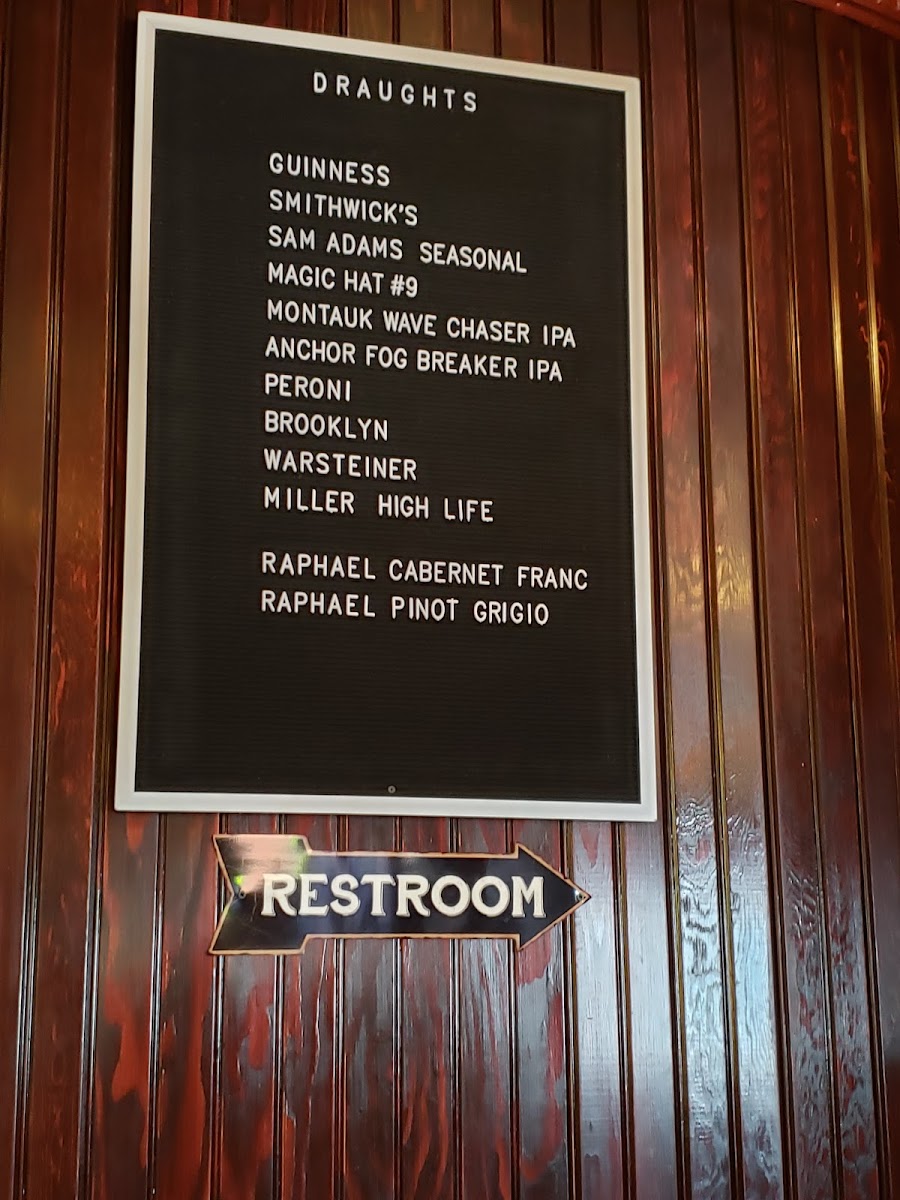 DRAUGHTS
GUINNESS
SMITHWICK'S
SAM ADAMS SEASONAL
MAGIC HAT #9
MONTAUK WAVE CHASER IPA
ANCHOR FOG BREAKER IPA
PERONI
BROOKLYN
WARSTEINER
MILLER HIGH LIFE
RAPHAEL CABERNET FRANC
RAPHAEL PINOT GRIGIO
RESTROOM